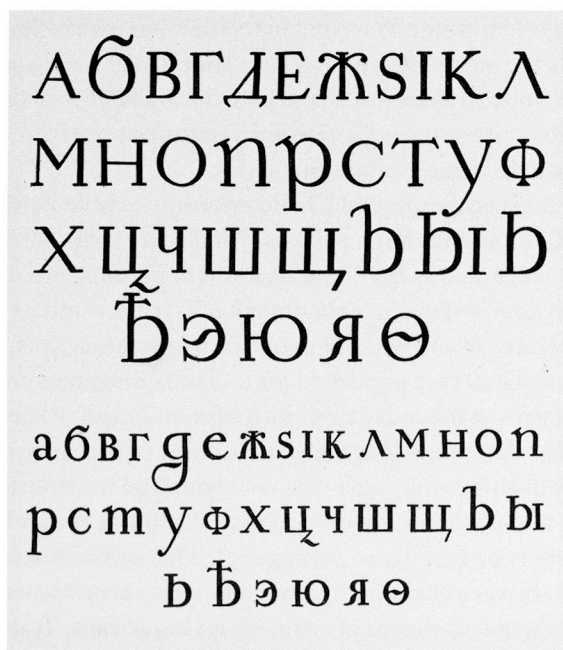 АБВГДЕЖЅІКЛ
МНОПРСТУФ
ХЦЧШЩЪЫЬ
ѢЭЮЯѲ
абвгдежѕіклмноп
рстуфхцчшщъы
ьѣэюяѳ